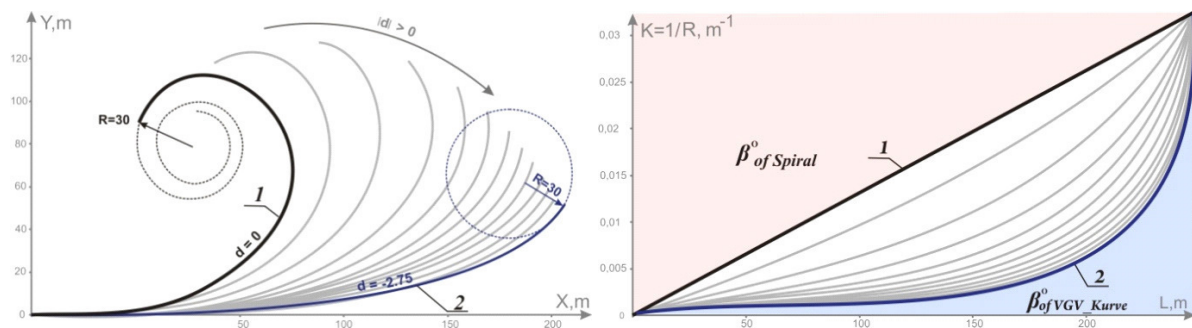 Y,m
|d| > 0
120
100
80
60
40
20
0
R=30
1
d = 0
R=30
d = -2.75
2
X,m
50
100
150
200
K=1/R, m⁻¹
0,03
0,025
0,02
0,015
0,01
0,005
0
β° of Spiral
1
2
β° of VGV_Kurve
L,m
50
100
150
200